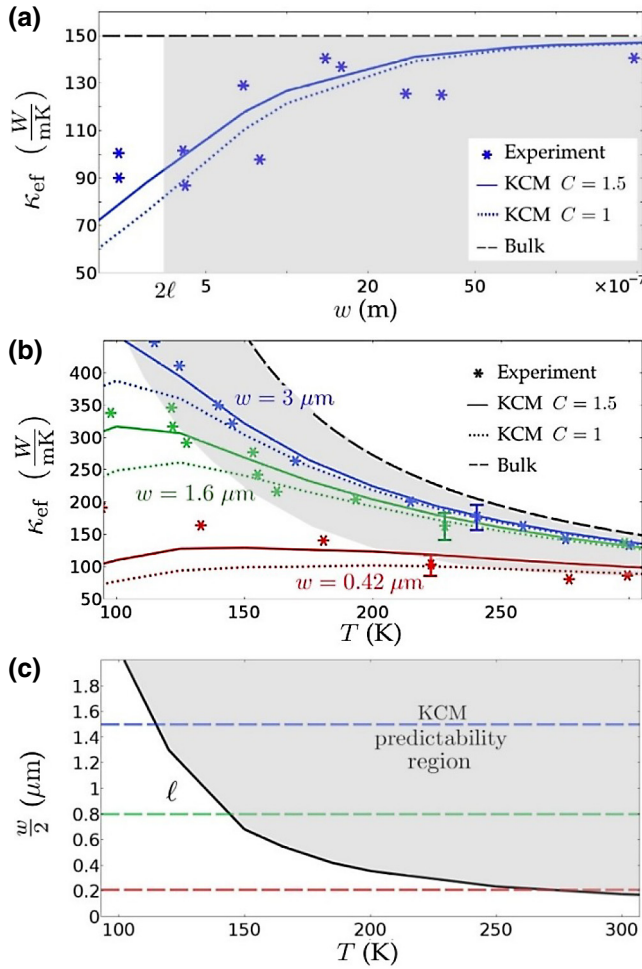 (a)
150
130
110
90
70
50
κef (W/mK)
* Experiment
KCM C = 1.5
KCM C = 1
Bulk
2ℓ 5 20 50 ×10⁻⁷
w (m)
(b)
400
350
300
250
200
150
100
50
κef (W/mK)
w = 3 μm
w = 1.6 μm
w = 0.42 μm
* Experiment
KCM C = 1.5
KCM C = 1
Bulk
100 150 200 250
T (K)
(c)
1.8
1.6
1.4
1.2
1
0.8
0.6
0.4
0.2
0
w/2 (μm)
KCM
predictability
region
ℓ
100 150 200 250 300
T (K)